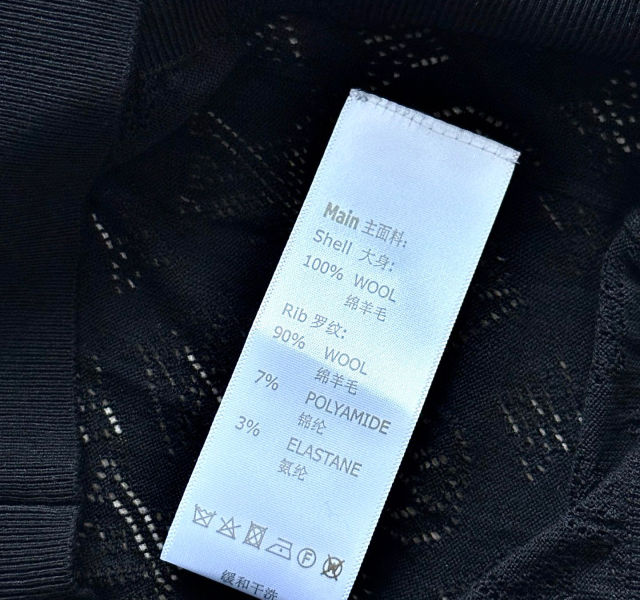 Main 主面料:
Shell 大身:
100% WOOL
绵羊毛
Rib 罗纹:
90% WOOL
绵羊毛
7% POLYAMIDE
锦纶
3% ELASTANE
氨纶
F
缓和干洗